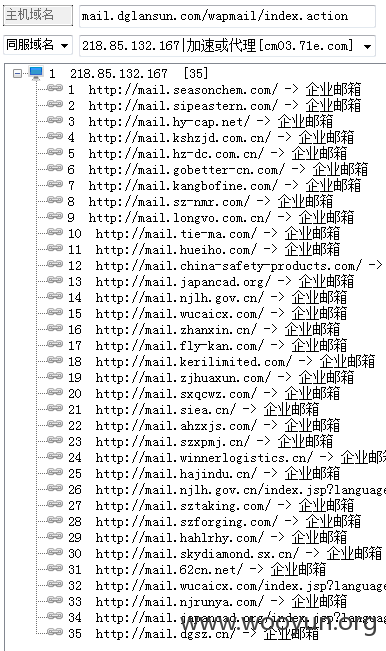 主机域名 mail.dglansun.com/wapmail/index.action
同服域名 218.85.132.167|加速或代理[cm03.71e.com]
1 218.85.132.167 [35]
1 http://mail.seasonchem.com/ -> 企业邮箱
2 http://mail.sipeastern.com/ -> 企业邮箱
3 http://mail.hy-cap.net/ -> 企业邮箱
4 http://mail.kshzjd.com.cn/ -> 企业邮箱
5 http://mail.hz-dc.com.cn/ -> 企业邮箱
6 http://mail.gobetter-cn.com/ -> 企业邮箱
7 http://mail.kangbofine.com/ -> 企业邮箱
8 http://mail.sz-nmr.com/ -> 企业邮箱
9 http://mail.longvo.com.cn/ -> 企业邮箱
10 http://mail.tie-ma.com/ -> 企业邮箱
11 http://mail.hueiho.com/ -> 企业邮箱
12 http://mail.china-safety-products.com/ ->
13 http://mail.japancad.org/ -> 企业邮箱
14 http://mail.njlh.gov.cn/ -> 企业邮箱
15 http://mail.wucaicx.com/ -> 企业邮箱
16 http://mail.zhanxin.cn/ -> 企业邮箱
17 http://mail.fly-kan.com/ -> 企业邮箱
18 http://mail.kerilimited.com/ -> 企业邮箱
19 http://mail.zjhuaxun.com/ -> 企业邮箱
20 http://mail.sxqcwz.com/ -> 企业邮箱
21 http://mail.siea.cn/ -> 企业邮箱
22 http://mail.ahzxjs.com/ -> 企业邮箱
23 http://mail.szxpmj.cn/ -> 企业邮箱
24 http://mail.winnerlogistics.cn/ -> 企业邮箱
25 http://mail.hajindu.cn/ -> 企业邮箱
26 http://mail.njlh.gov.cn/index.jsp?language
27 http://mail.sztaking.com/ -> 企业邮箱
28 http://mail.szforging.com/ -> 企业邮箱
29 http://mail.hahlrhy.com/ -> 企业邮箱
30 http://mail.skydiamond.sx.cn/ -> 企业邮箱
31 http://mail.62cn.net/ -> 企业邮箱
32 http://mail.wucaicx.com/index.jsp?language
33 http://mail.njrunya.com/ -> 企业邮箱
34 http://mail.japancad.org/index.jsp?language
35 http://mail.dgsz.cn/ -> 企业邮箱
www.wooyun.org